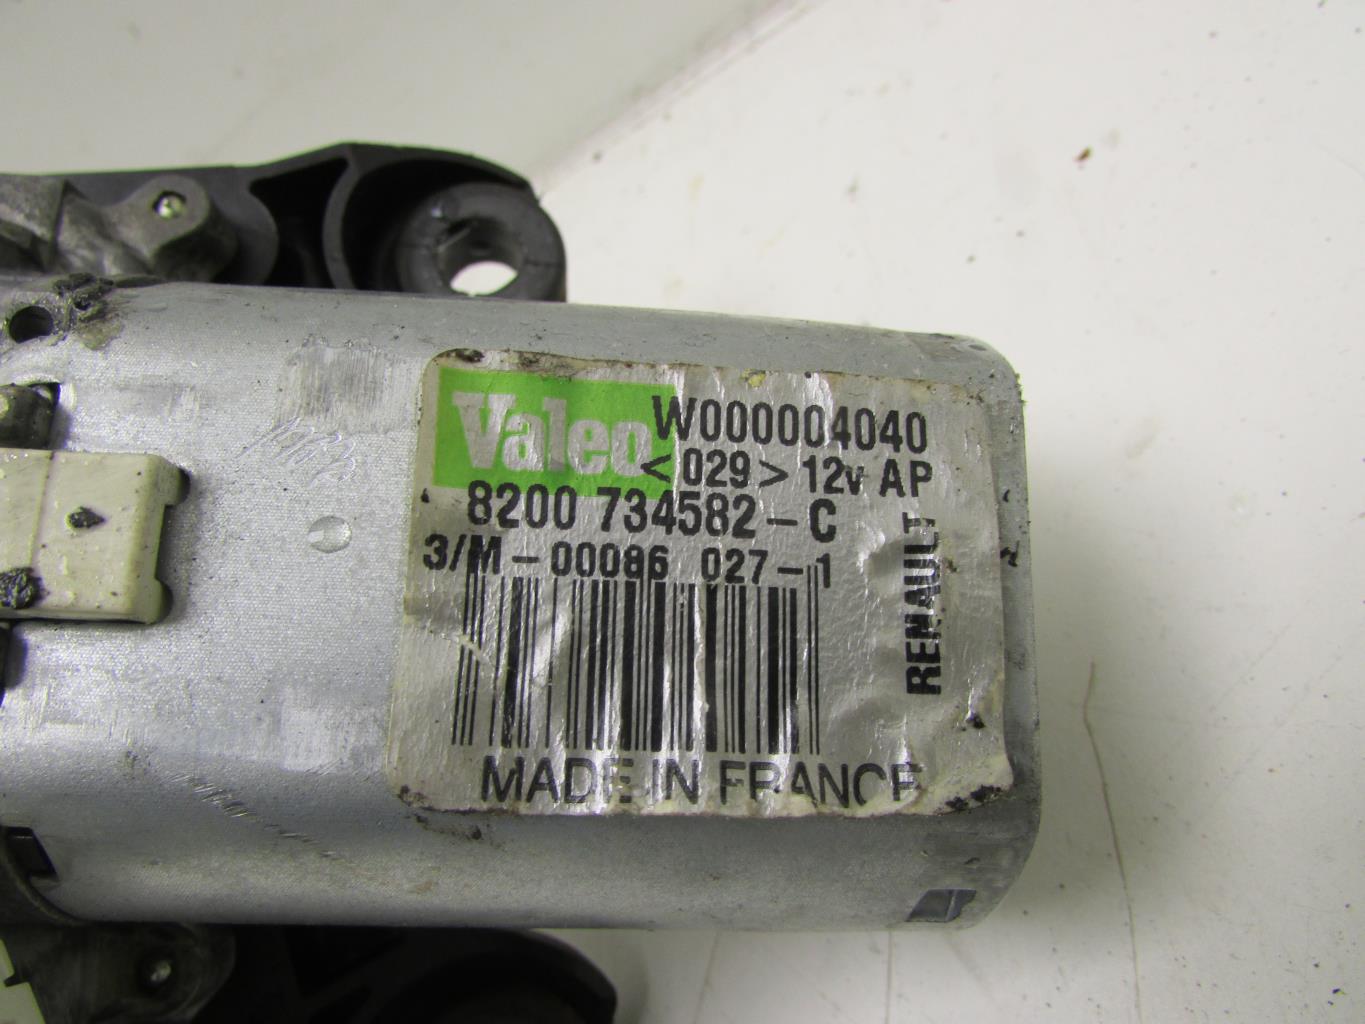 Valeo
W000004040
<029> 12v AP
8200 734582-C
3/M-00086 027-1
RENAULT
MADE IN FRANCE